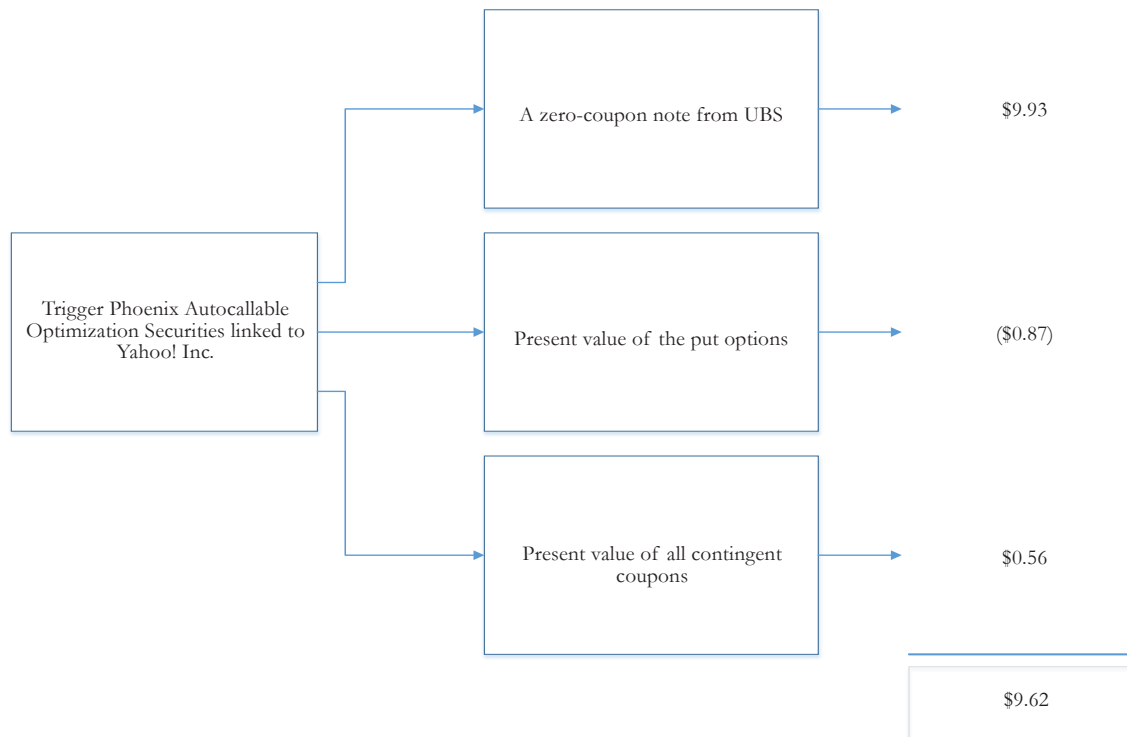 A zero-coupon note from UBS
$9.93
Trigger Phoenix Autocallable
Optimization Securities linked to
Yahoo! Inc.
Present value of the put options
($0.87)
Present value of all contingent
coupons
$0.56
$9.62